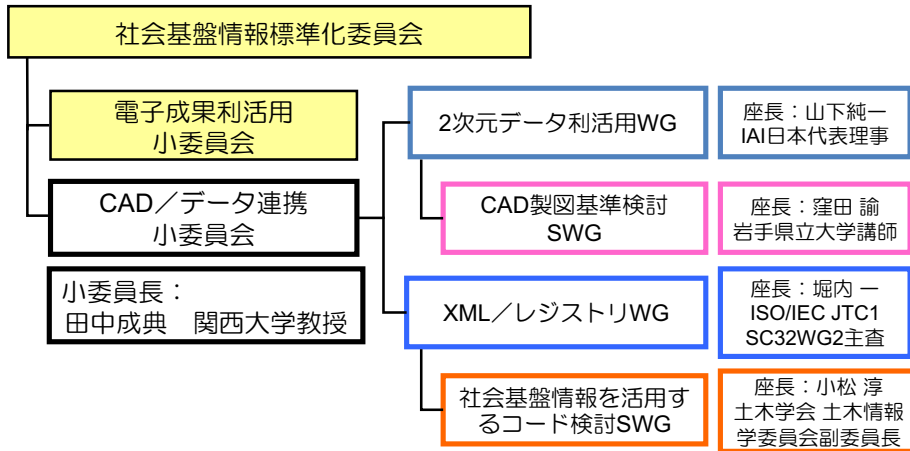 社会基盤情報標準化委員会
電子成果利活用
小委員会
CAD／データ連携
小委員会
小委員長：
田中成典　関西大学教授
2次元データ利活用WG
座長：山下純一
IAI日本代表理事
CAD製図基準検討
SWG
座長：窪田 諭
岩手県立大学講師
XML／レジストリWG
座長：堀内 一
ISO/IEC JTC1
SC32WG2主査
社会基盤情報を活用す
るコード検討SWG
座長：小松 淳
土木学会 土木情報
学委員会副委員長